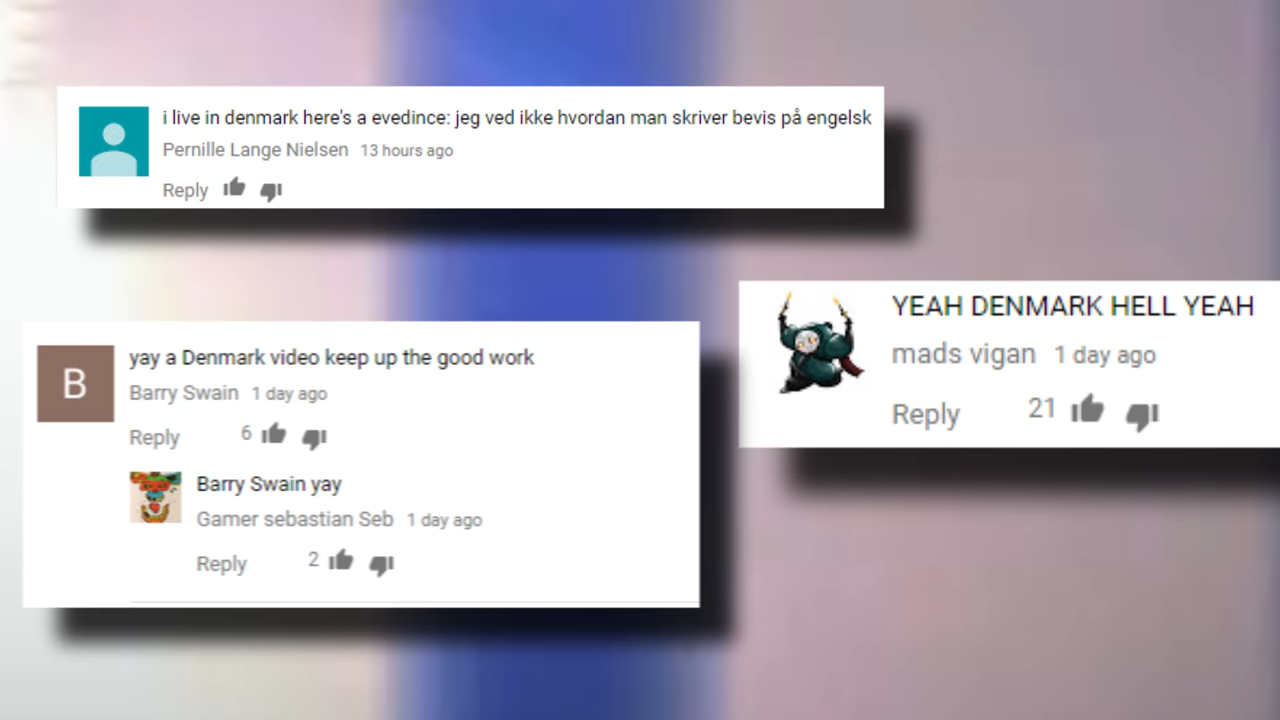 i live in denmark here's a evedince: jeg ved ikke hvordan man skriver bevis på engelsk
Pernille Lange Nielsen 13 hours ago
Reply
yay a Denmark video keep up the good work
B
Barry Swain 1 day ago
Reply 6
Barry Swain yay
Gamer sebastian Seb 1 day ago
Reply 2
YEAH DENMARK HELL YEAH
mads vigan 1 day ago
Reply 21